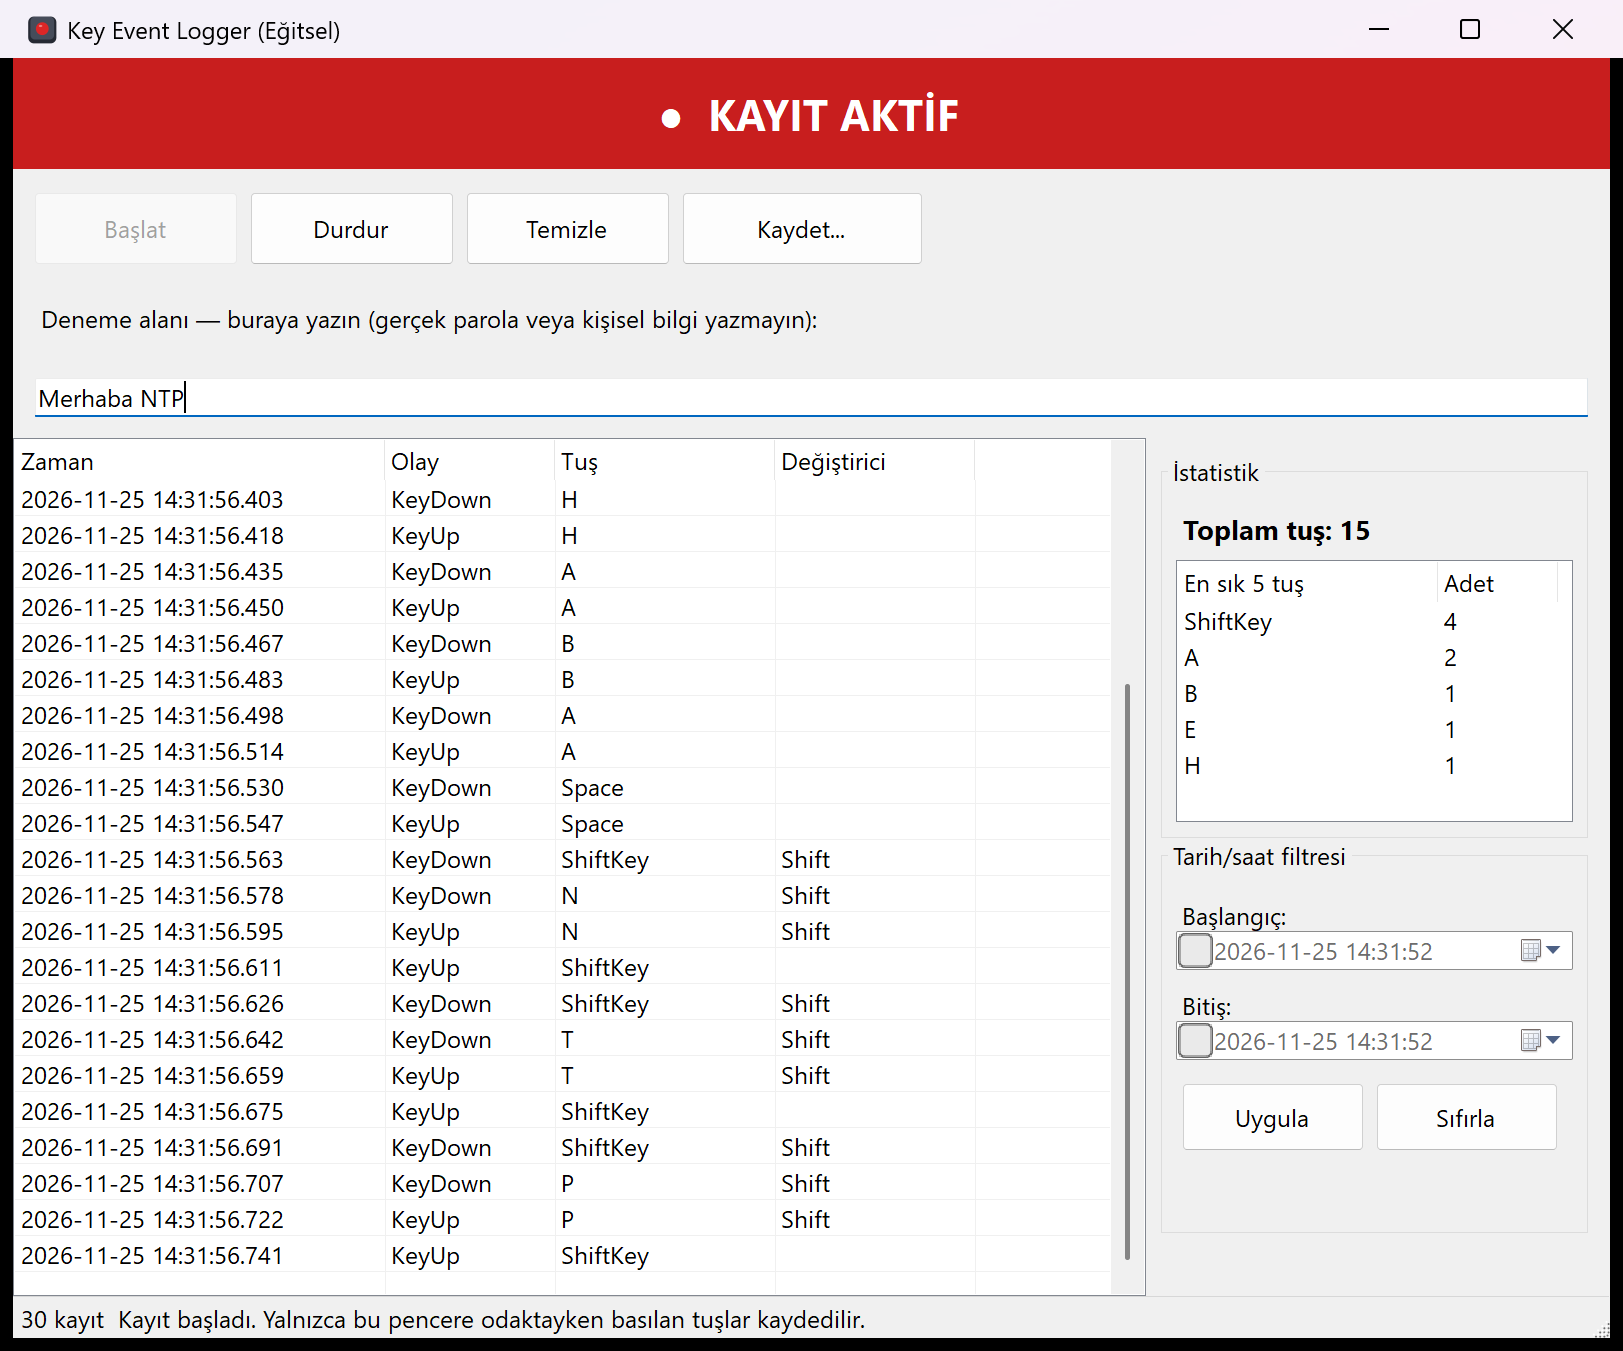 Key Event Logger (Eğitsel)
● KAYIT AKTİF
Başlat Durdur Temizle Kaydet...
Deneme alanı — buraya yazın (gerçek parola veya kişisel bilgi yazmayın):
Merhaba NTP
Zaman Olay Tuş Değiştirici
2026-11-25 14:31:56.403 KeyDown H
2026-11-25 14:31:56.418 KeyUp H
2026-11-25 14:31:56.435 KeyDown A
2026-11-25 14:31:56.450 KeyUp A
2026-11-25 14:31:56.467 KeyDown B
2026-11-25 14:31:56.483 KeyUp B
2026-11-25 14:31:56.498 KeyDown A
2026-11-25 14:31:56.514 KeyUp A
2026-11-25 14:31:56.530 KeyDown Space
2026-11-25 14:31:56.547 KeyUp Space
2026-11-25 14:31:56.563 KeyDown ShiftKey Shift
2026-11-25 14:31:56.578 KeyDown N Shift
2026-11-25 14:31:56.595 KeyUp N Shift
2026-11-25 14:31:56.611 KeyUp ShiftKey
2026-11-25 14:31:56.626 KeyDown ShiftKey Shift
2026-11-25 14:31:56.642 KeyDown T Shift
2026-11-25 14:31:56.659 KeyUp T Shift
2026-11-25 14:31:56.675 KeyUp ShiftKey
2026-11-25 14:31:56.691 KeyDown ShiftKey Shift
2026-11-25 14:31:56.707 KeyDown P Shift
2026-11-25 14:31:56.722 KeyUp P Shift
2026-11-25 14:31:56.741 KeyUp ShiftKey
İstatistik
Toplam tuş: 15
En sık 5 tuş Adet
ShiftKey 4
A 2
B 1
E 1
H 1
Tarih/saat filtresi
Başlangıç:
2026-11-25 14:31:52
Bitiş:
2026-11-25 14:31:52
Uygula Sıfırla
30 kayıt Kayıt başladı. Yalnızca bu pencere odaktayken basılan tuşlar kaydedilir.